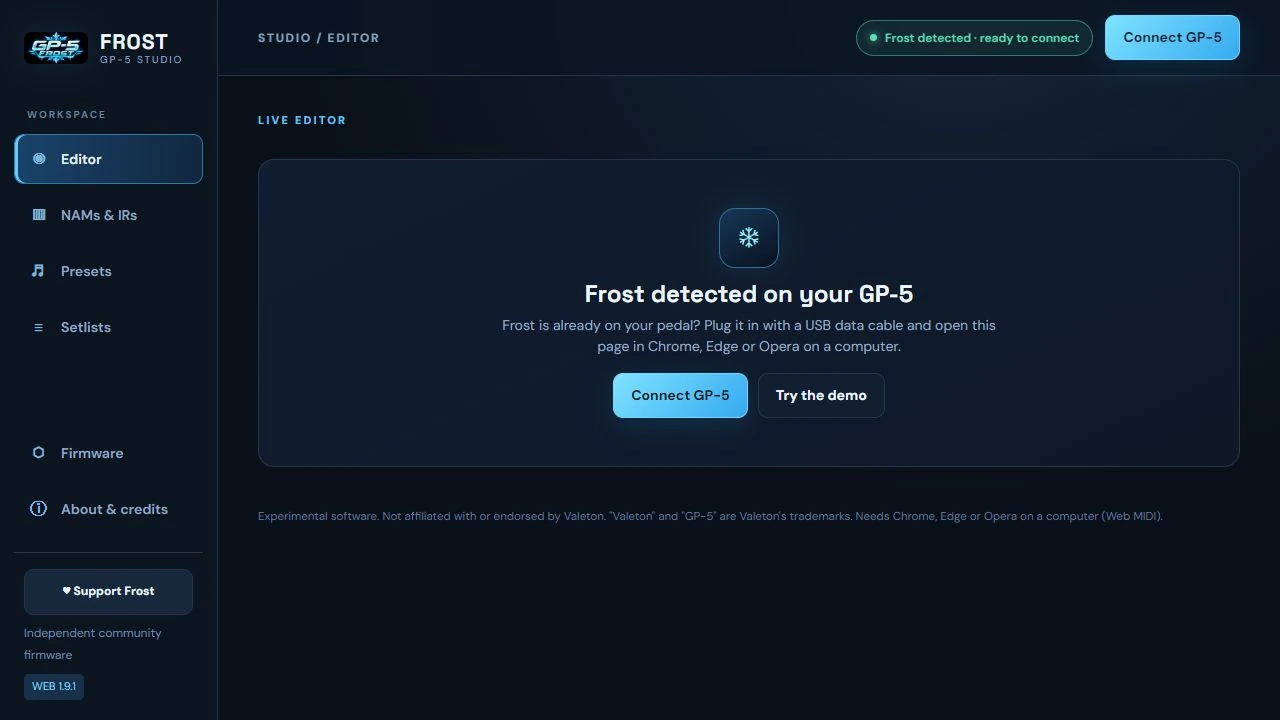 GP-5
FROST
FROST
GP-5 STUDIO
WORKSPACE
Editor
NAMs & IRs
Presets
Setlists
Firmware
About & credits
Support Frost
Independent community
firmware
WEB 1.9.1
STUDIO / EDITOR
Frost detected · ready to connect
Connect GP-5
LIVE EDITOR
Frost detected on your GP-5
Frost is already on your pedal? Plug it in with a USB data cable and open this
page in Chrome, Edge or Opera on a computer.
Connect GP-5
Try the demo
Experimental software. Not affiliated with or endorsed by Valeton. "Valeton" and "GP-5" are Valeton's trademarks. Needs Chrome, Edge or Opera on a computer (Web MIDI).